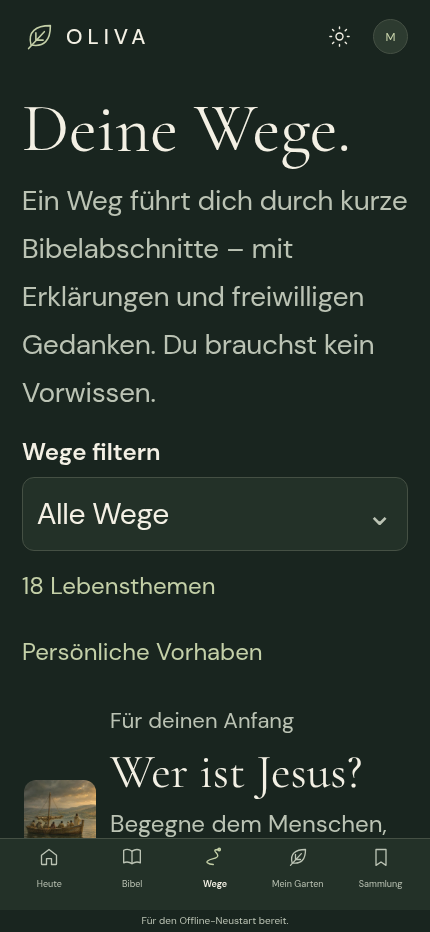 OLIVA
M
Deine Wege.
Ein Weg führt dich durch kurze
Bibelabschnitte – mit
Erklärungen und freiwilligen
Gedanken. Du brauchst kein
Vorwissen.
Wege filtern
Alle Wege
18 Lebensthemen
Persönliche Vorhaben
Für deinen Anfang
Wer ist Jesus?
Begegne dem Menschen,
Heute
Bibel
Wege
Mein Garten
Sammlung
Für den Offline-Neustart bereit.